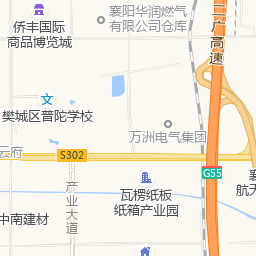 襄阳华润燃气
有限公司仓库
侨丰国际
商品博览城
二广高速
樊城区普陀学校
万洲电气集团
云府
S302
G55
瓦楞纸板
纸箱产业园
产业大道
中南建材
航天